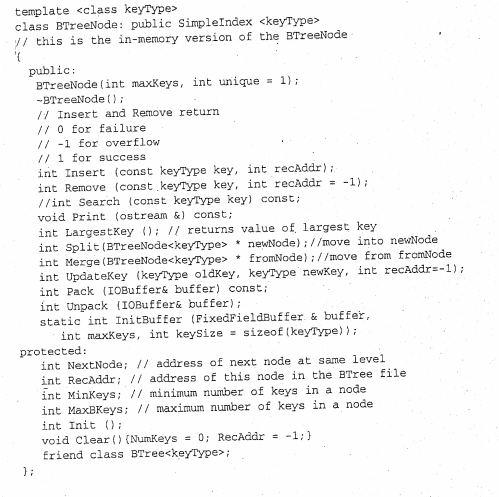 template <class keyType>
class BTreeNode: public SimpleIndex <keyType>
// this is the in-memory version of the BTreeNode
{
public:
BTreeNode(int maxKeys, int unique = 1);
~BTreeNode();
// Insert and Remove return
// 0 for failure
// -1 for overflow
// 1 for success
int Insert (const keyType key, int recAddr);
int Remove (const keyType key, int recAddr = -1);
//int Search (const keyType key) const;
void Print (ostream &) const;
int LargestKey (); // returns value of largest key
int Split(BTreeNode<keyType> * newNode);//move into newNode
int Merge(BTreeNode<keyType> * fromNode);//move from fromNode
int UpdateKey (keyType oldKey, keyType newKey, int recAddr=-1);
int Pack (IOBuffer& buffer) const;
int Unpack (IOBuffer& buffer);
static int InitBuffer (FixedFieldBuffer & buffer,
int maxKeys, int keySize = sizeof(keyType));
protected:
int NextNode; // address of next node at same level
int RecAddr; // address of this node in the BTree file
int MinKeys; // minimum number of keys in a node
int MaxBKeys; // maximum number of keys in a node
int Init ();
void Clear(){NumKeys = 0; RecAddr = -1;}
friend class BTree<keyType>;
};